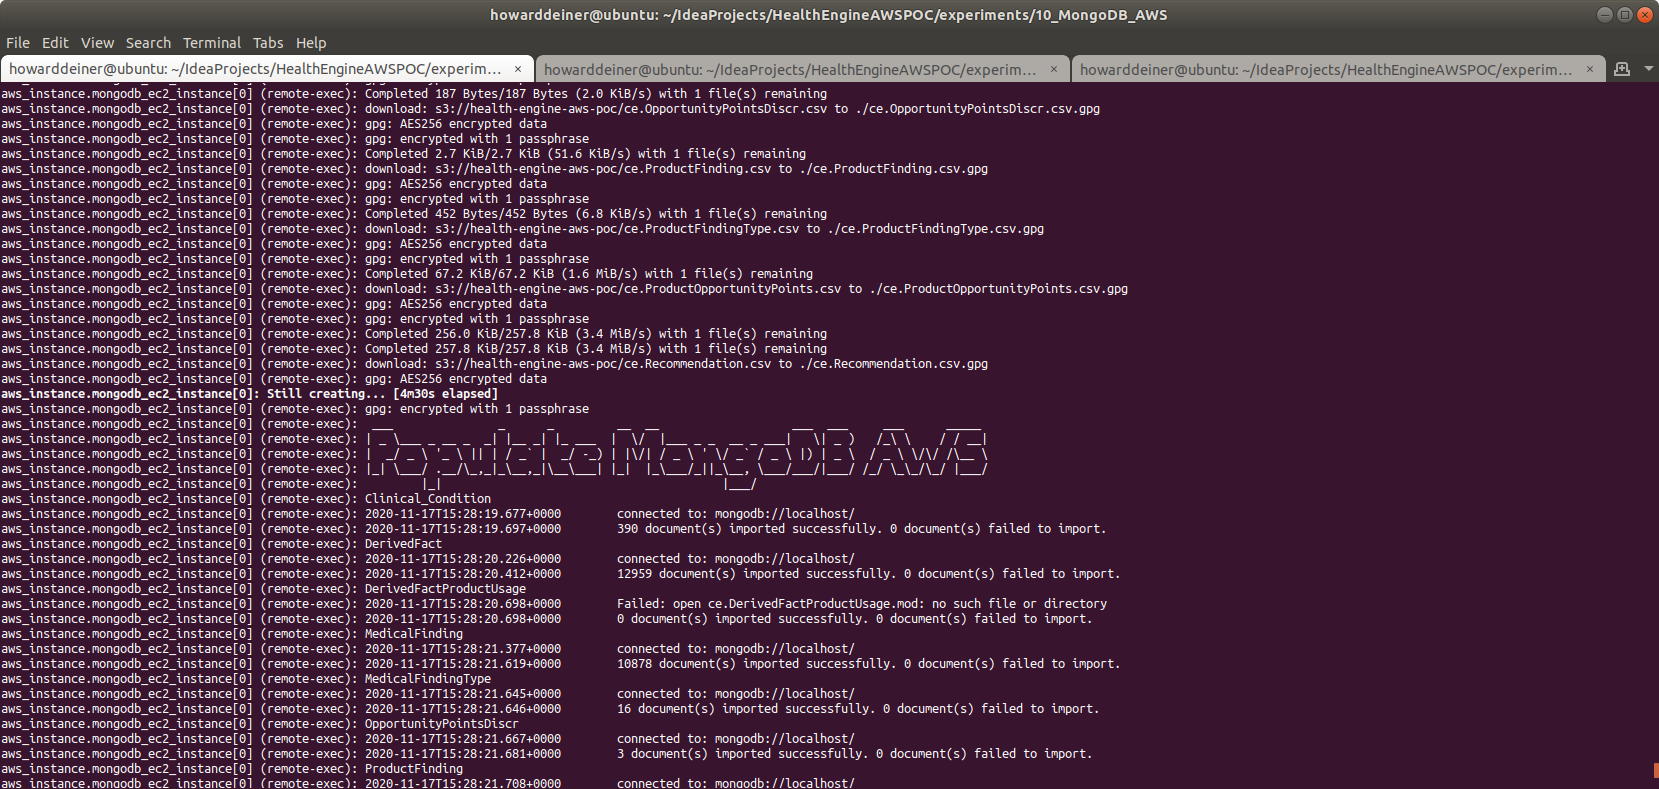 howarddeiner@ubuntu: ~/IdeaProjects/HealthEngineAWSPOC/experiments/10_MongoDB_AWS
File Edit View Search Terminal Tabs Help
howarddeiner@ubuntu: ~/IdeaProjects/HealthEngineAWSPOC/experim... × howarddeiner@ubuntu: ~/IdeaProjects/HealthEngineAWSPOC/experim... × howarddeiner@ubuntu: ~/IdeaProjects/HealthEngineAWSPOC/experim... ×
aws_instance.mongodb_ec2_instance[0] (remote-exec): Completed 187 Bytes/187 Bytes (2.0 KiB/s) with 1 file(s) remaining
aws_instance.mongodb_ec2_instance[0] (remote-exec): download: s3://health-engine-aws-poc/ce.OpportunityPointsDiscr.csv to ./ce.OpportunityPointsDiscr.csv.gpg
aws_instance.mongodb_ec2_instance[0] (remote-exec): gpg: AES256 encrypted data
aws_instance.mongodb_ec2_instance[0] (remote-exec): gpg: encrypted with 1 passphrase
aws_instance.mongodb_ec2_instance[0] (remote-exec): Completed 2.7 KiB/2.7 KiB (51.6 KiB/s) with 1 file(s) remaining
aws_instance.mongodb_ec2_instance[0] (remote-exec): download: s3://health-engine-aws-poc/ce.ProductFinding.csv to ./ce.ProductFinding.csv.gpg
aws_instance.mongodb_ec2_instance[0] (remote-exec): gpg: AES256 encrypted data
aws_instance.mongodb_ec2_instance[0] (remote-exec): gpg: encrypted with 1 passphrase
aws_instance.mongodb_ec2_instance[0] (remote-exec): Completed 452 Bytes/452 Bytes (6.8 KiB/s) with 1 file(s) remaining
aws_instance.mongodb_ec2_instance[0] (remote-exec): download: s3://health-engine-aws-poc/ce.ProductFindingType.csv to ./ce.ProductFindingType.csv.gpg
aws_instance.mongodb_ec2_instance[0] (remote-exec): gpg: AES256 encrypted data
aws_instance.mongodb_ec2_instance[0] (remote-exec): gpg: encrypted with 1 passphrase
aws_instance.mongodb_ec2_instance[0] (remote-exec): Completed 67.2 KiB/67.2 KiB (1.6 MiB/s) with 1 file(s) remaining
aws_instance.mongodb_ec2_instance[0] (remote-exec): download: s3://health-engine-aws-poc/ce.ProductOpportunityPoints.csv to ./ce.ProductOpportunityPoints.csv.gpg
aws_instance.mongodb_ec2_instance[0] (remote-exec): gpg: AES256 encrypted data
aws_instance.mongodb_ec2_instance[0] (remote-exec): gpg: encrypted with 1 passphrase
aws_instance.mongodb_ec2_instance[0] (remote-exec): Completed 256.0 KiB/257.8 KiB (3.4 MiB/s) with 1 file(s) remaining
aws_instance.mongodb_ec2_instance[0] (remote-exec): Completed 257.8 KiB/257.8 KiB (3.4 MiB/s) with 1 file(s) remaining
aws_instance.mongodb_ec2_instance[0] (remote-exec): download: s3://health-engine-aws-poc/ce.Recommendation.csv to ./ce.Recommendation.csv.gpg
aws_instance.mongodb_ec2_instance[0] (remote-exec): gpg: AES256 encrypted data
aws_instance.mongodb_ec2_instance[0]: Still creating... [4m30s elapsed]
aws_instance.mongodb_ec2_instance[0] (remote-exec): gpg: encrypted with 1 passphrase
aws_instance.mongodb_ec2_instance[0] (remote-exec):
aws_instance.mongodb_ec2_instance[0] (remote-exec):
aws_instance.mongodb_ec2_instance[0] (remote-exec): Populate MongoDB AWS
aws_instance.mongodb_ec2_instance[0] (remote-exec):
aws_instance.mongodb_ec2_instance[0] (remote-exec):
aws_instance.mongodb_ec2_instance[0] (remote-exec): Clinical_Condition
aws_instance.mongodb_ec2_instance[0] (remote-exec): 2020-11-17T15:28:19.677+0000 connected to: mongodb://localhost/
aws_instance.mongodb_ec2_instance[0] (remote-exec): 2020-11-17T15:28:19.697+0000 390 document(s) imported successfully. 0 document(s) failed to import.
aws_instance.mongodb_ec2_instance[0] (remote-exec): DerivedFact
aws_instance.mongodb_ec2_instance[0] (remote-exec): 2020-11-17T15:28:20.226+0000 connected to: mongodb://localhost/
aws_instance.mongodb_ec2_instance[0] (remote-exec): 2020-11-17T15:28:20.412+0000 12959 document(s) imported successfully. 0 document(s) failed to import.
aws_instance.mongodb_ec2_instance[0] (remote-exec): DerivedFactProductUsage
aws_instance.mongodb_ec2_instance[0] (remote-exec): 2020-11-17T15:28:20.698+0000 Failed: open ce.DerivedFactProductUsage.mod: no such file or directory
aws_instance.mongodb_ec2_instance[0] (remote-exec): 2020-11-17T15:28:20.698+0000 0 document(s) imported successfully. 0 document(s) failed to import.
aws_instance.mongodb_ec2_instance[0] (remote-exec): MedicalFinding
aws_instance.mongodb_ec2_instance[0] (remote-exec): 2020-11-17T15:28:21.377+0000 connected to: mongodb://localhost/
aws_instance.mongodb_ec2_instance[0] (remote-exec): 2020-11-17T15:28:21.619+0000 10878 document(s) imported successfully. 0 document(s) failed to import.
aws_instance.mongodb_ec2_instance[0] (remote-exec): MedicalFindingType
aws_instance.mongodb_ec2_instance[0] (remote-exec): 2020-11-17T15:28:21.645+0000 connected to: mongodb://localhost/
aws_instance.mongodb_ec2_instance[0] (remote-exec): 2020-11-17T15:28:21.646+0000 16 document(s) imported successfully. 0 document(s) failed to import.
aws_instance.mongodb_ec2_instance[0] (remote-exec): OpportunityPointsDiscr
aws_instance.mongodb_ec2_instance[0] (remote-exec): 2020-11-17T15:28:21.667+0000 connected to: mongodb://localhost/
aws_instance.mongodb_ec2_instance[0] (remote-exec): 2020-11-17T15:28:21.681+0000 3 document(s) imported successfully. 0 document(s) failed to import.
aws_instance.mongodb_ec2_instance[0] (remote-exec): ProductFinding
aws_instance.mongodb_ec2_instance[0] (remote-exec): 2020-11-17T15:28:21.708+0000 connected to: mongodb://localhost/